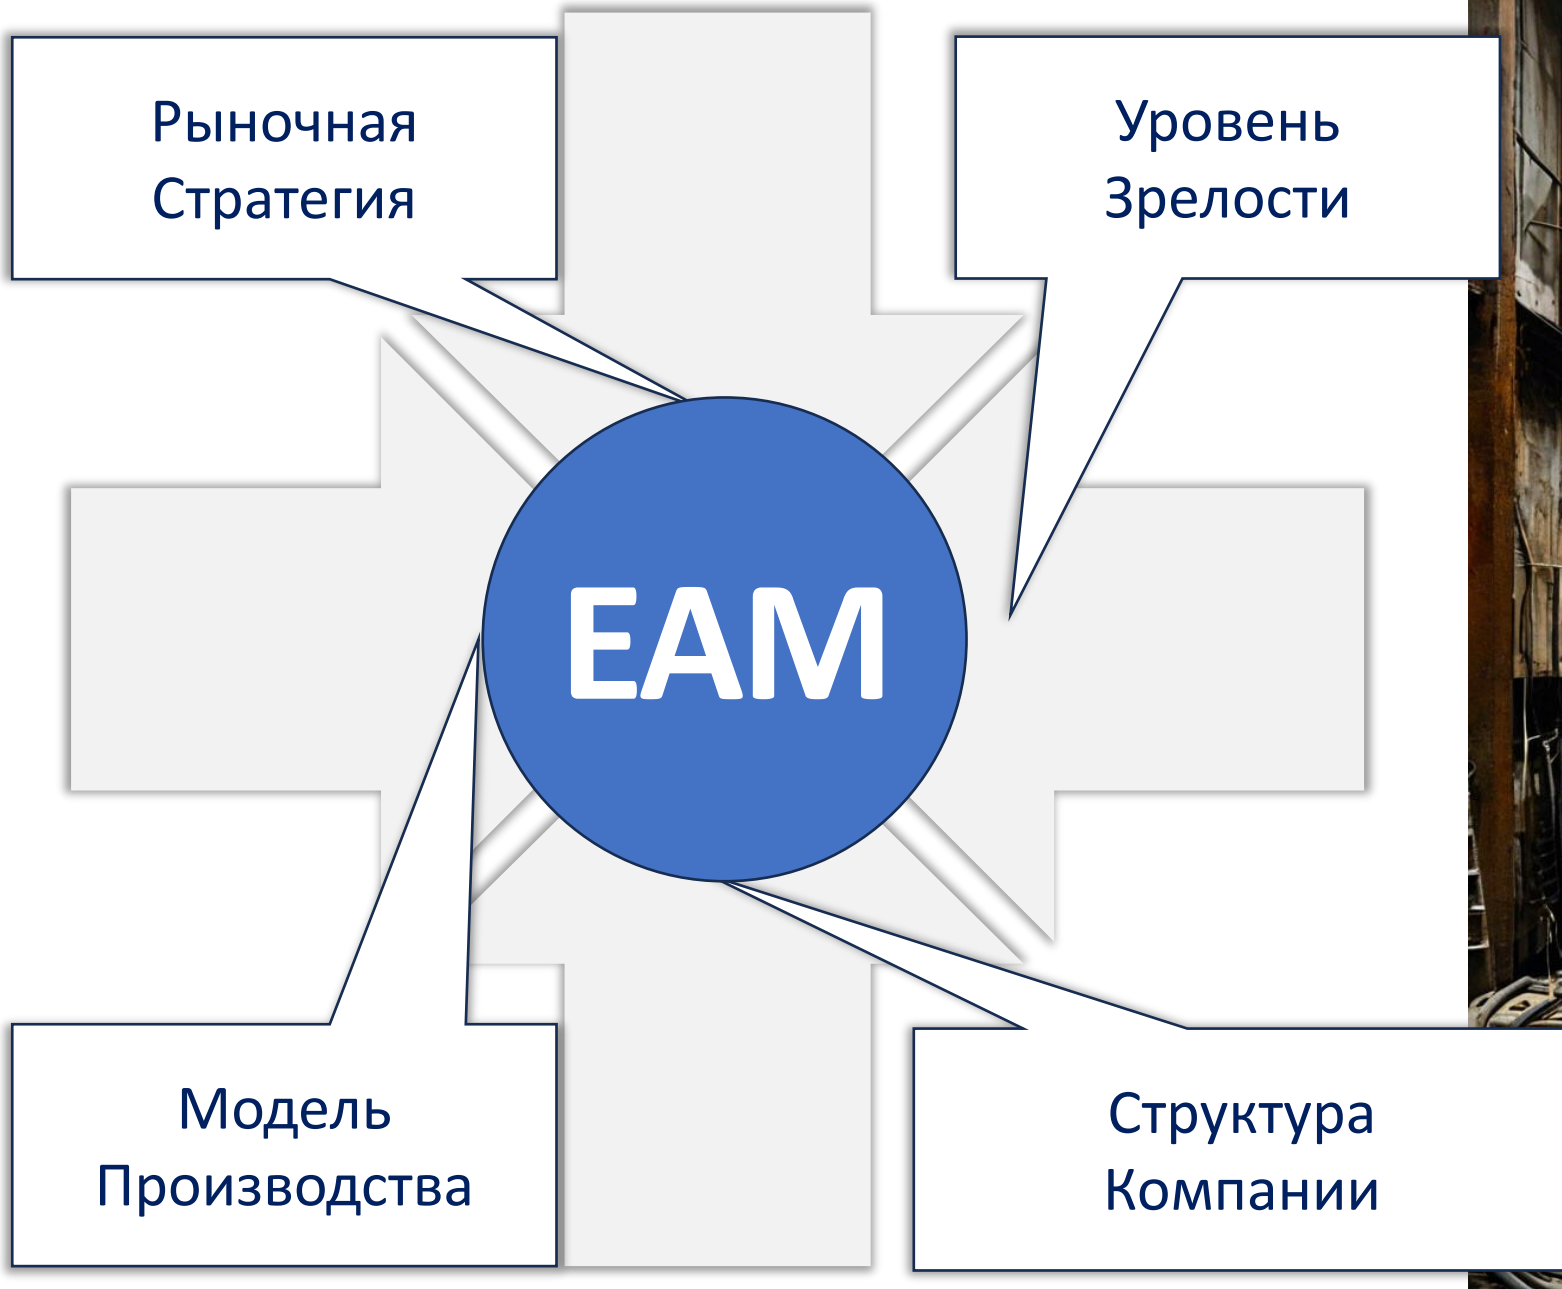 Рыночная
Стратегия
Уровень
Зрелости
EAM
Модель
Производства
Структура
Компании